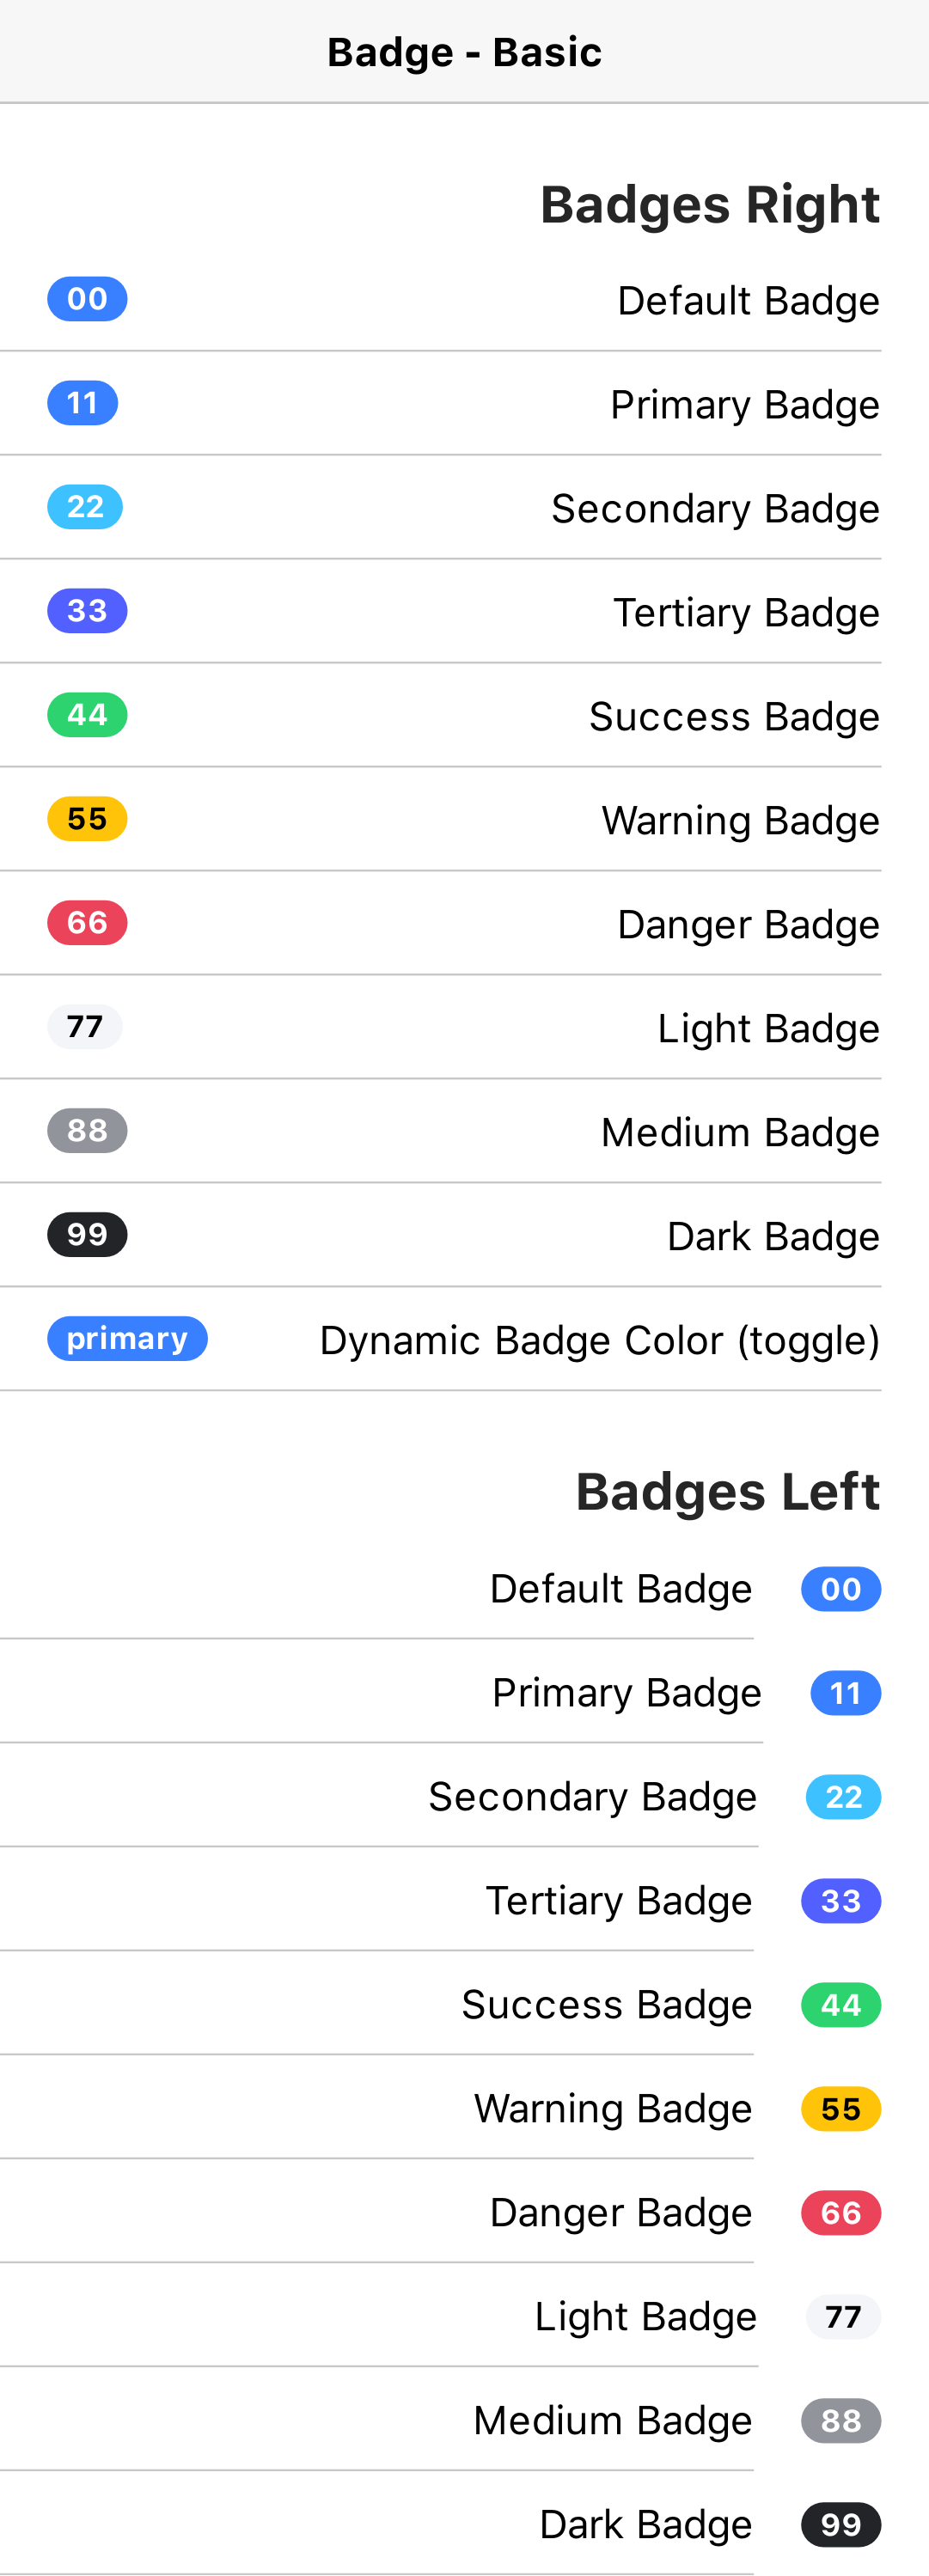 Badge - Basic
Badges Right
00 Default Badge
11 Primary Badge
22 Secondary Badge
33 Tertiary Badge
44 Success Badge
55 Warning Badge
66 Danger Badge
77 Light Badge
88 Medium Badge
99 Dark Badge
primary Dynamic Badge Color (toggle)
Badges Left
Default Badge 00
Primary Badge 11
Secondary Badge 22
Tertiary Badge 33
Success Badge 44
Warning Badge 55
Danger Badge 66
Light Badge 77
Medium Badge 88
Dark Badge 99